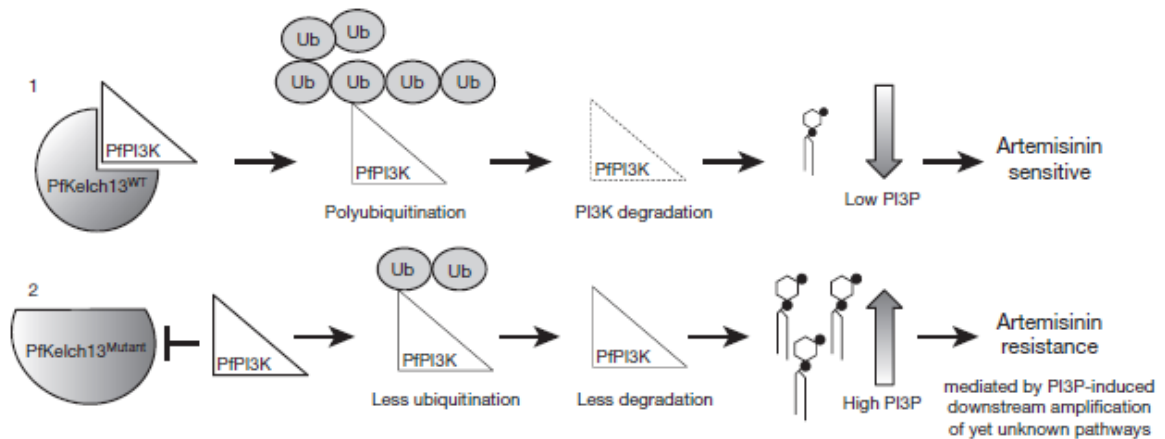 1
Ub
Ub
Ub
Ub
Ub
Ub
PfPI3K
PfKelch13WT
PfPI3K
Polyubiquitination
PfPI3K
PI3K degradation
Low PI3P
Artemisinin
sensitive
2
PfKelch13Mutant
PfPI3K
Ub
Ub
PfPI3K
Less ubiquitination
PfPI3K
Less degradation
High PI3P
Artemisinin
resistance
mediated by PI3P-induced
downstream amplification
of yet unknown pathways